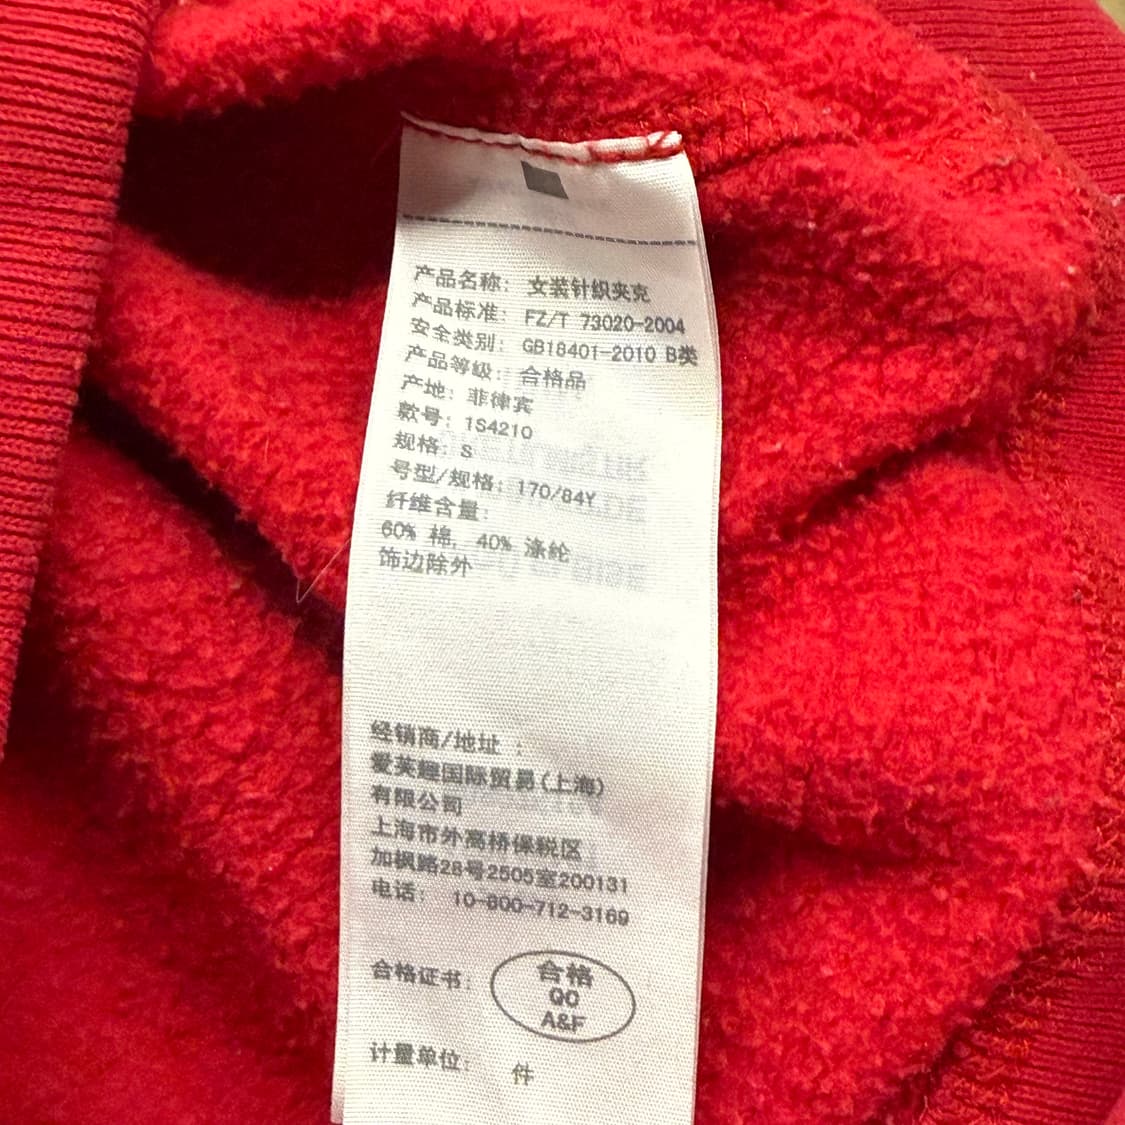 产品名称: 女装针织夹克
产品标准: FZ/T 73020-2004
安全类别: GB18401-2010 B类
产品等级: 合格品
产地: 菲律宾
款号: 1S4210
规格: S
号型/规格: 170/84Y
纤维含量:
60% 棉, 40% 涤纶
饰边除外
经销商/地址 :
爱芙趣国际贸易(上海)
有限公司
上海市外高桥保税区
加枫路28号2505室200131
电话: 10-800-712-3169
合格证书:
合格
QC
A&F
计量单位: 件